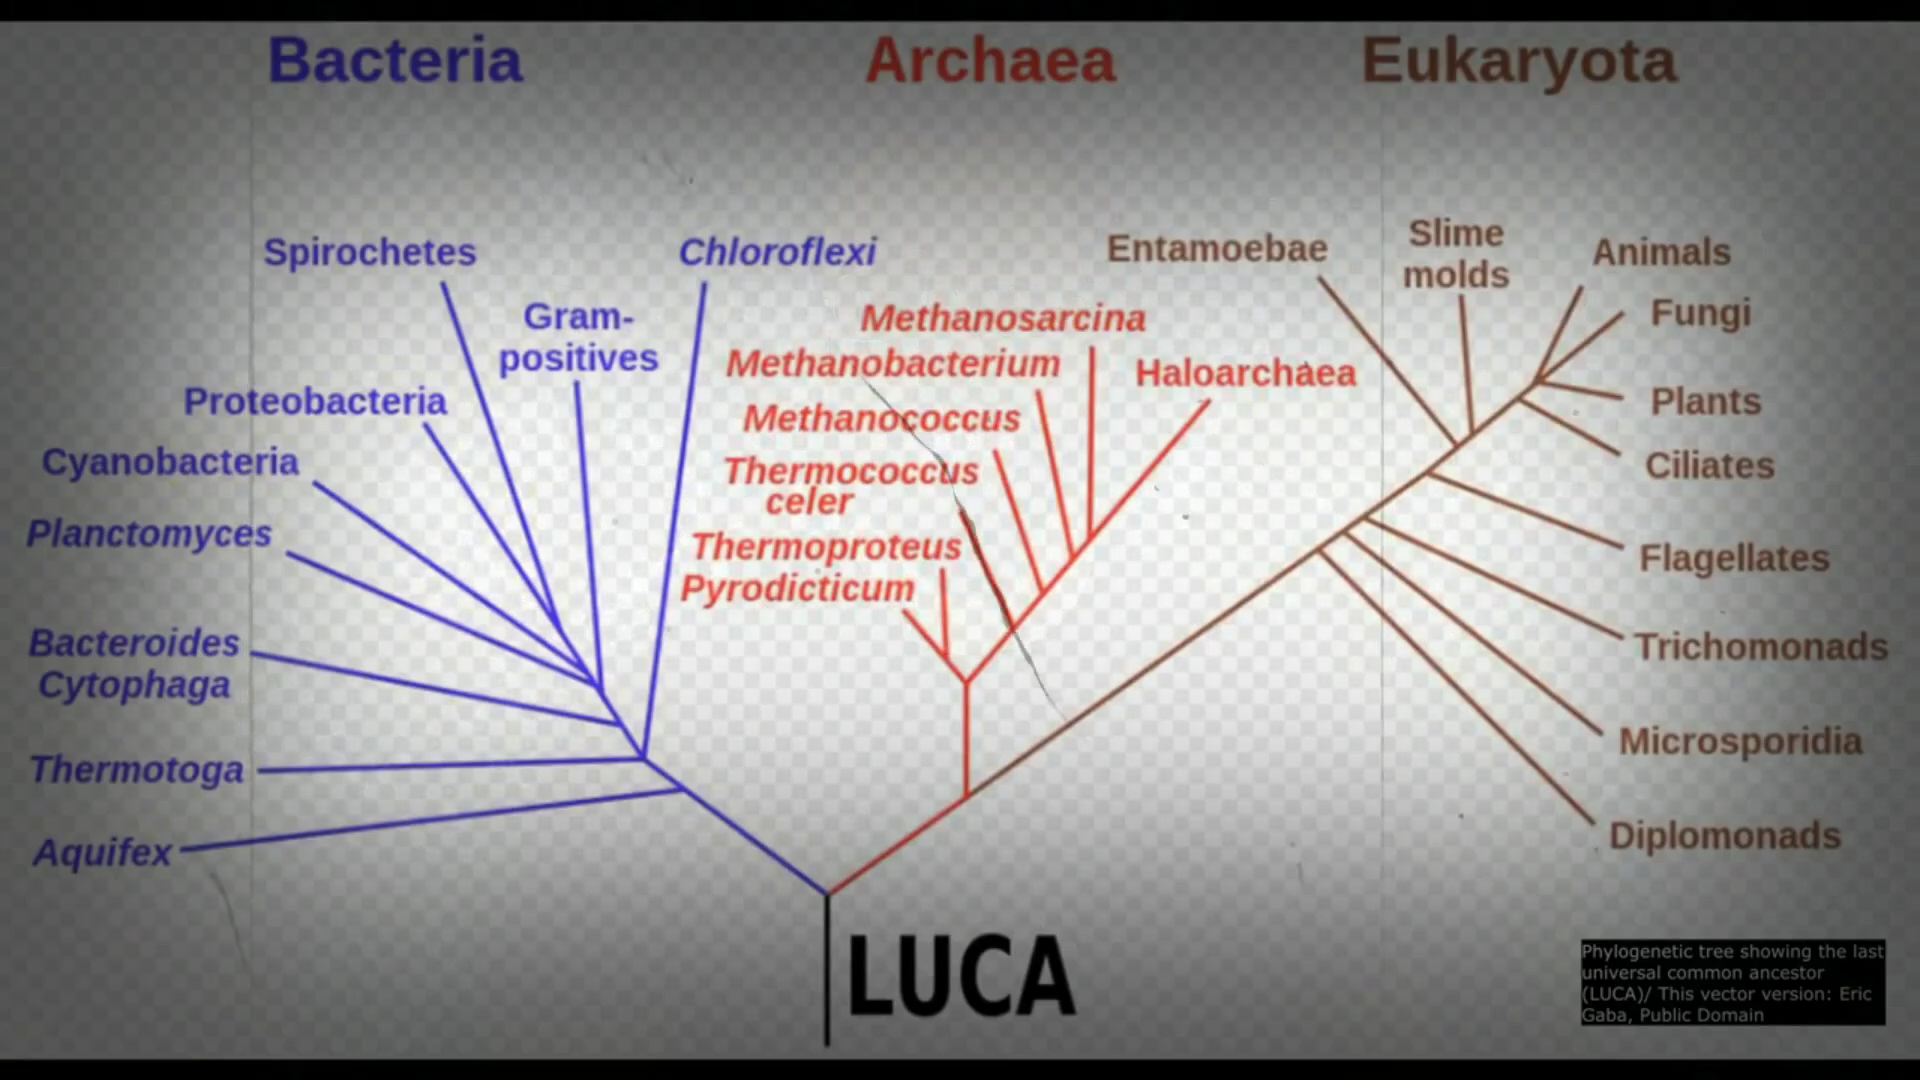 Bacteria
Archaea
Eukaryota
Spirochetes
Chloroflexi
Gram-
positives
Proteobacteria
Cyanobacteria
Planctomyces
Bacteroides
Cytophaga
Thermotoga
Aquifex
Methanosarcina
Methanobacterium
Haloarchaea
Methanococcus
Thermococcus
celer
Thermoproteus
Pyrodicticum
Entamoebae
Slime
molds
Animals
Fungi
Plants
Ciliates
Flagellates
Trichomonads
Microsporidia
Diplomonads
LUCA
Phylogenetic tree showing the last
universal common ancestor
(LUCA)/ This vector version: Eric
Gaba, Public Domain